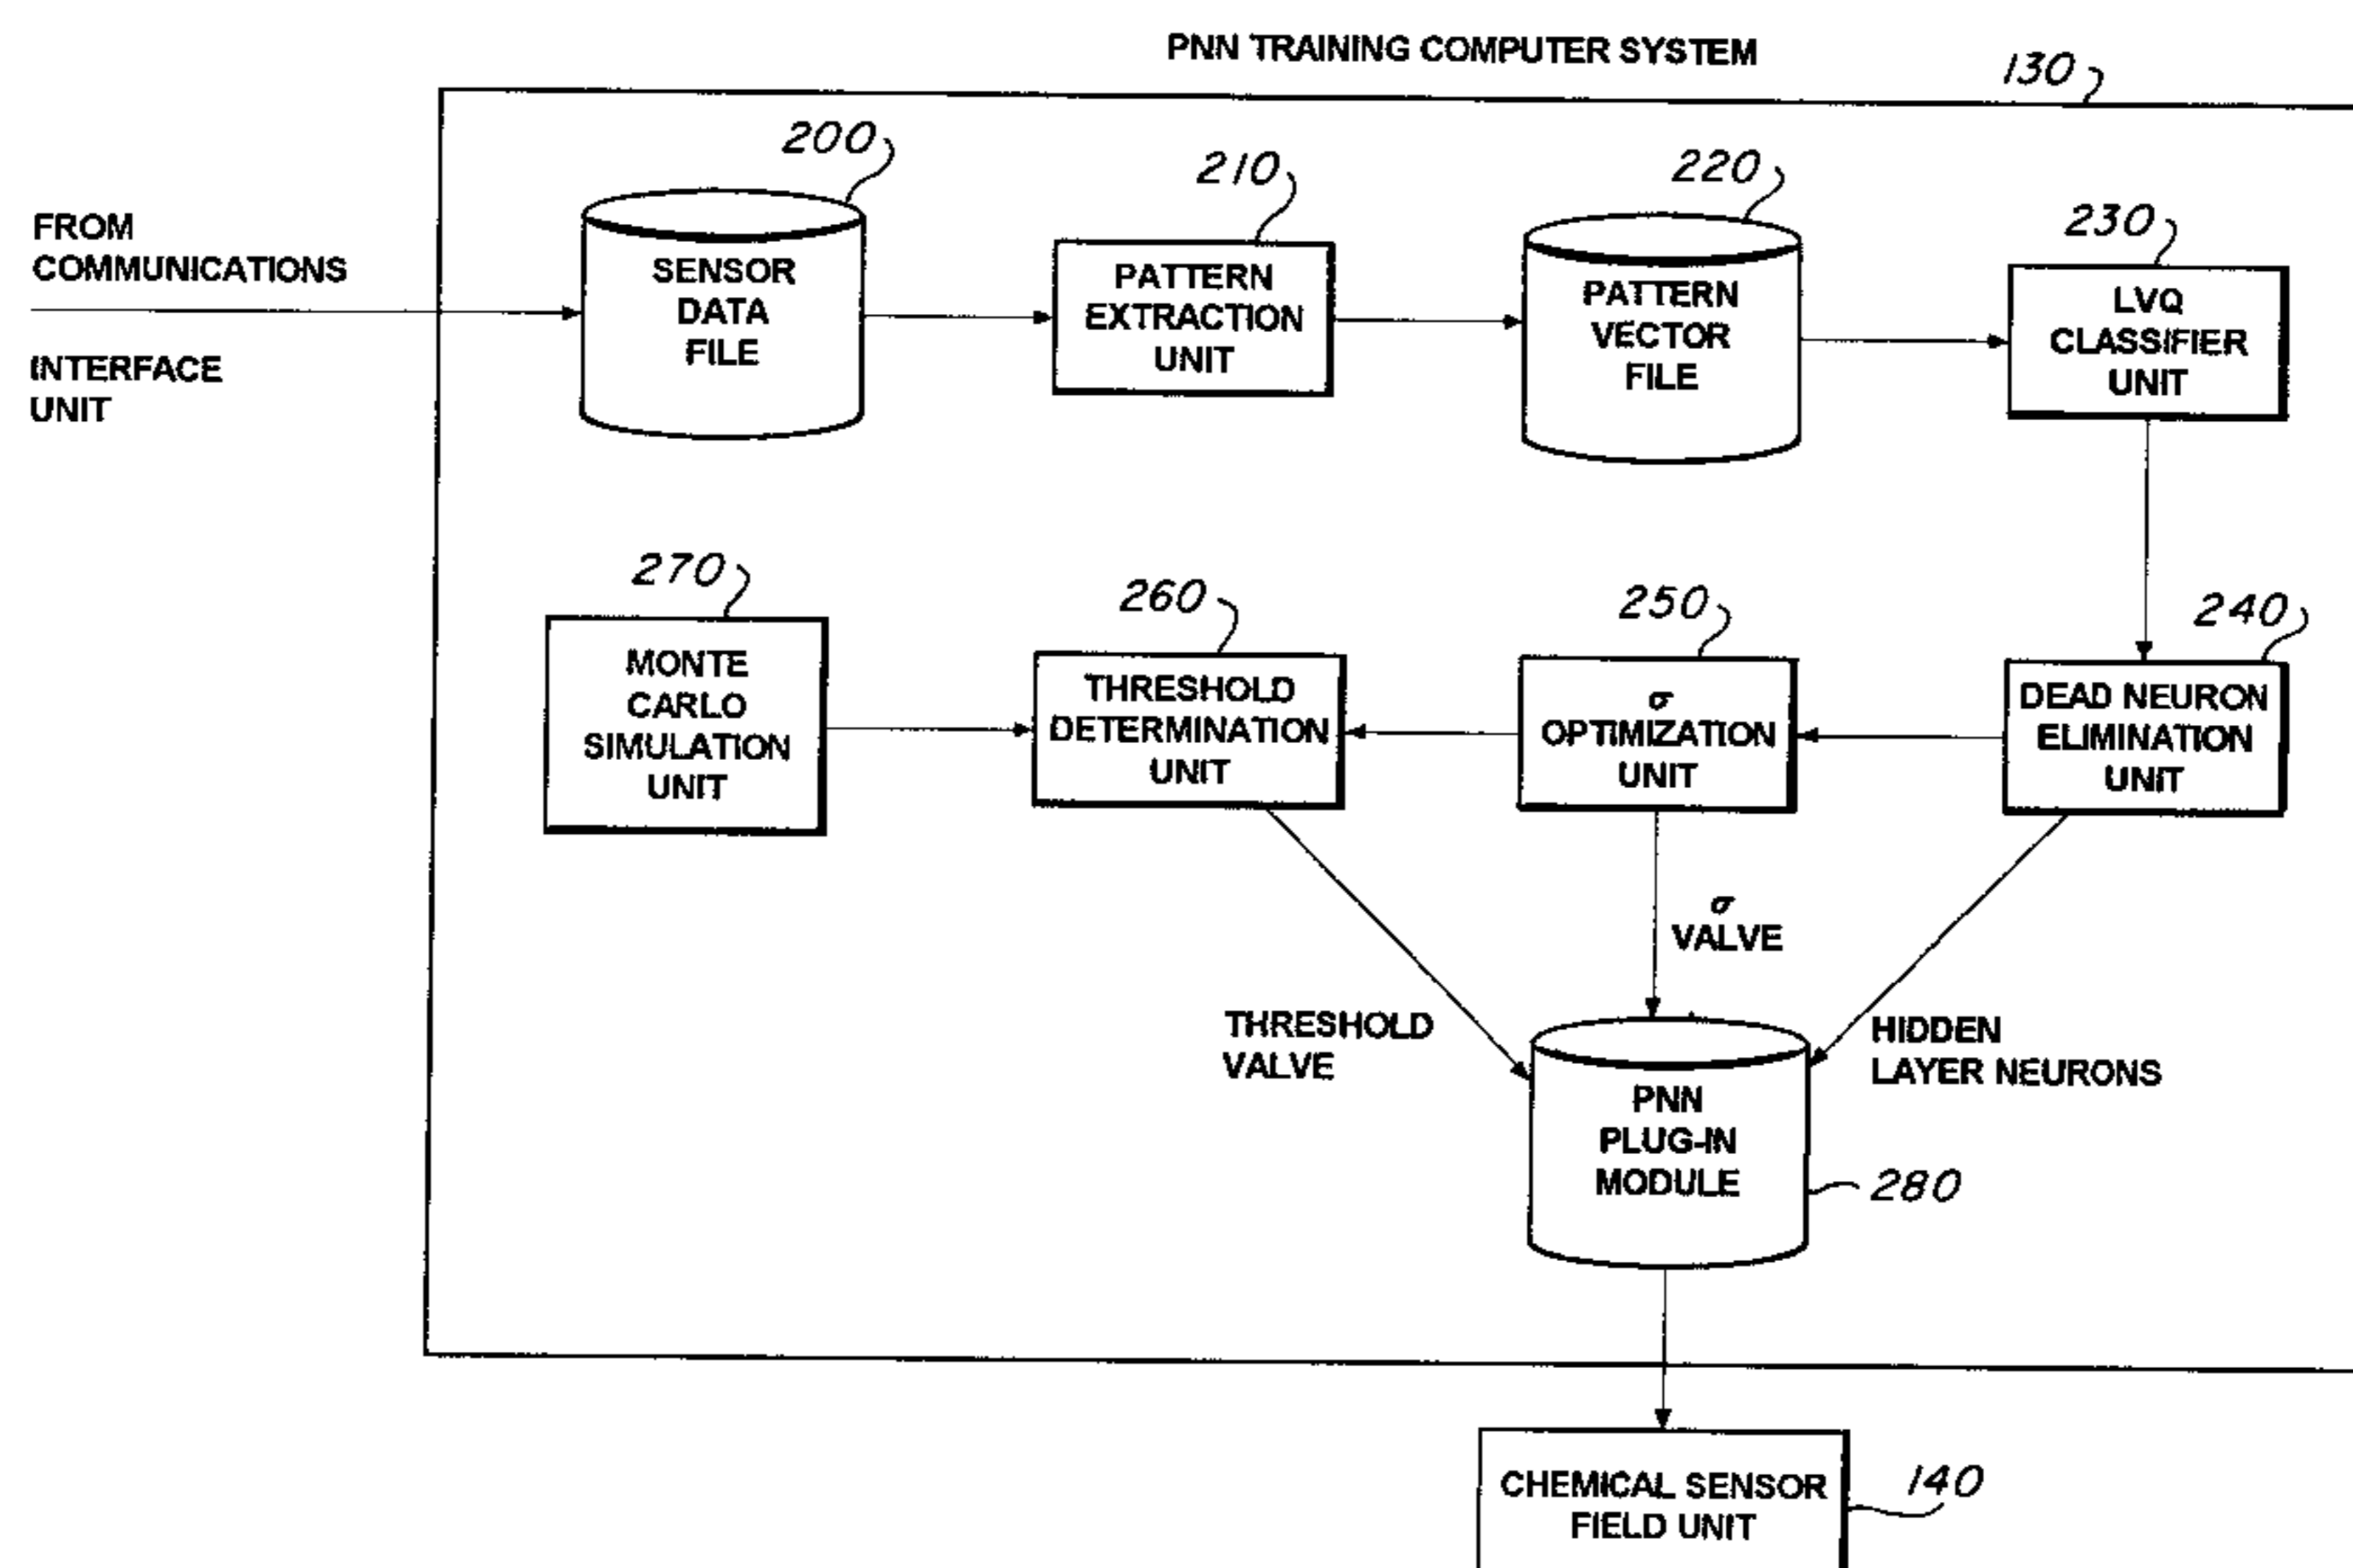 PNN TRAINING COMPUTER SYSTEM
130
200
210
220
230
FROM
COMMUNICATIONS
INTERFACE
UNIT
SENSOR
DATA
FILE
PATTERN
EXTRACTION
UNIT
PATTERN
VECTOR
FILE
LVQ
CLASSIFIER
UNIT
270
260
250
240
MONTE
CARLO
SIMULATION
UNIT
THRESHOLD
DETERMINATION
UNIT
σ
OPTIMIZATION
UNIT
DEAD NEURON
ELIMINATION
UNIT
σ
VALVE
THRESHOLD
VALVE
HIDDEN
LAYER NEURONS
PNN
PLUG-IN
MODULE
280
CHEMICAL SENSOR
FIELD UNIT
140